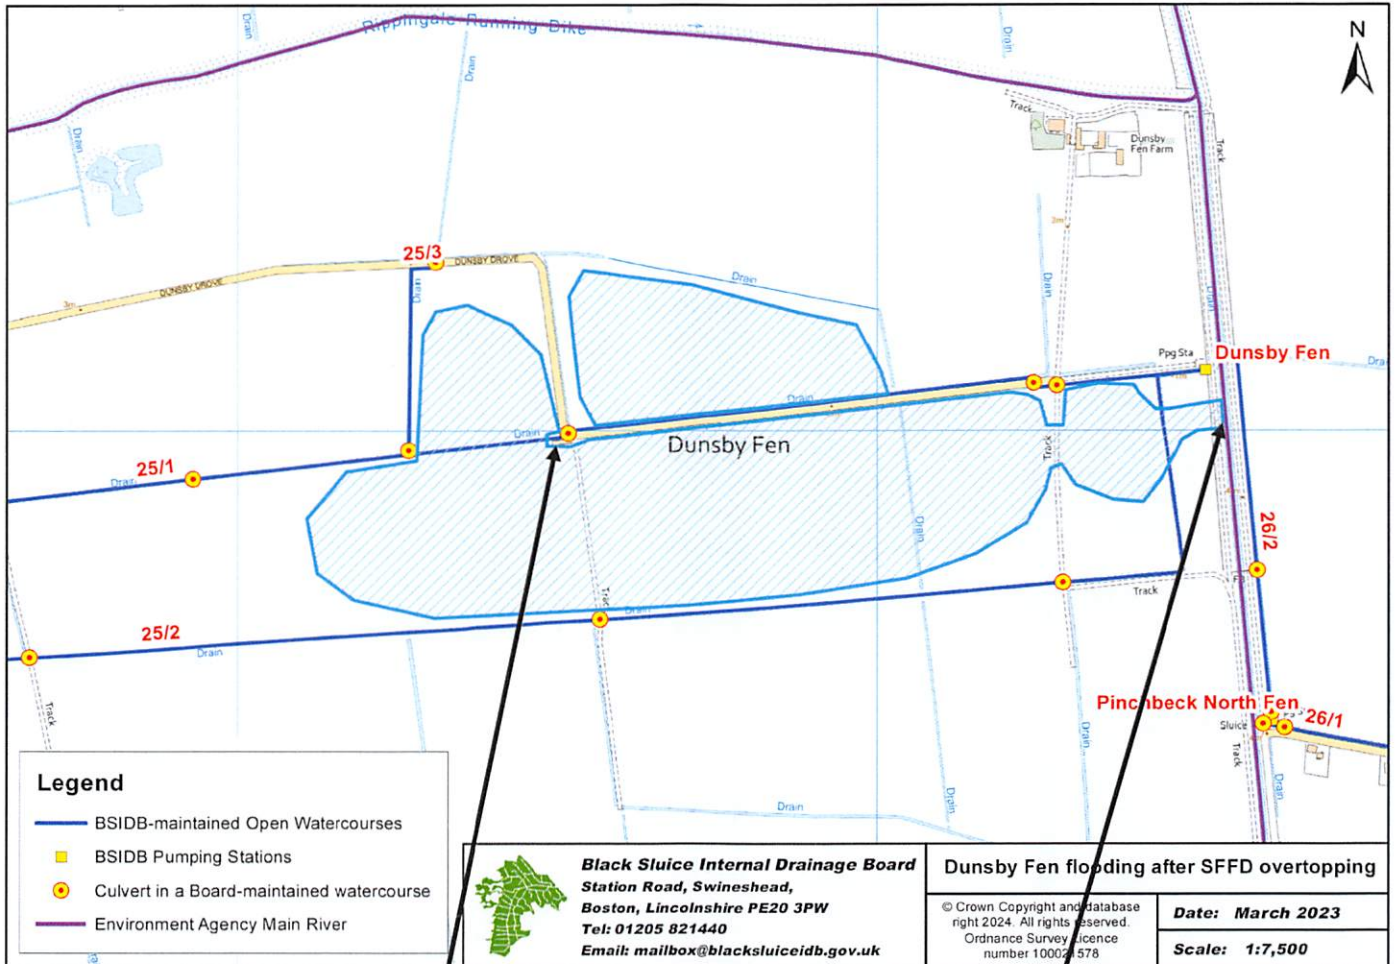 Rippingale Running Dike
N
Drain
Drain
Drain
Drain
Track
Dunsby
Fen Farm
Track
2m
25/3
DUNSBY DROVE
DUNSBY DROVE
3m
Drain
Drain
Drain
Drain
Ppg Sta
Dunsby Fen
Drain
Drain
Dunsby Fen
Track
25/1
Drain
Drain
26/2
FB
Track
Track
Drain
25/2
Drain
Track
Pinchbeck North Fen
26/1
Sluice
Track
Drain
Drain
Drain
Drain
Legend
BSIDB-maintained Open Watercourses
BSIDB Pumping Stations
Culvert in a Board-maintained watercourse
Environment Agency Main River
Black Sluice Internal Drainage Board
Station Road, Swineshead,
Boston, Lincolnshire PE20 3PW
Tel: 01205 821440
Email: mailbox@blacksluiceidb.gov.uk
Dunsby Fen flooding after SFFD overtopping
© Crown Copyright and database
right 2024. All rights reserved.
Ordnance Survey Licence
number
Date: March 2023
Scale: 1:7,500